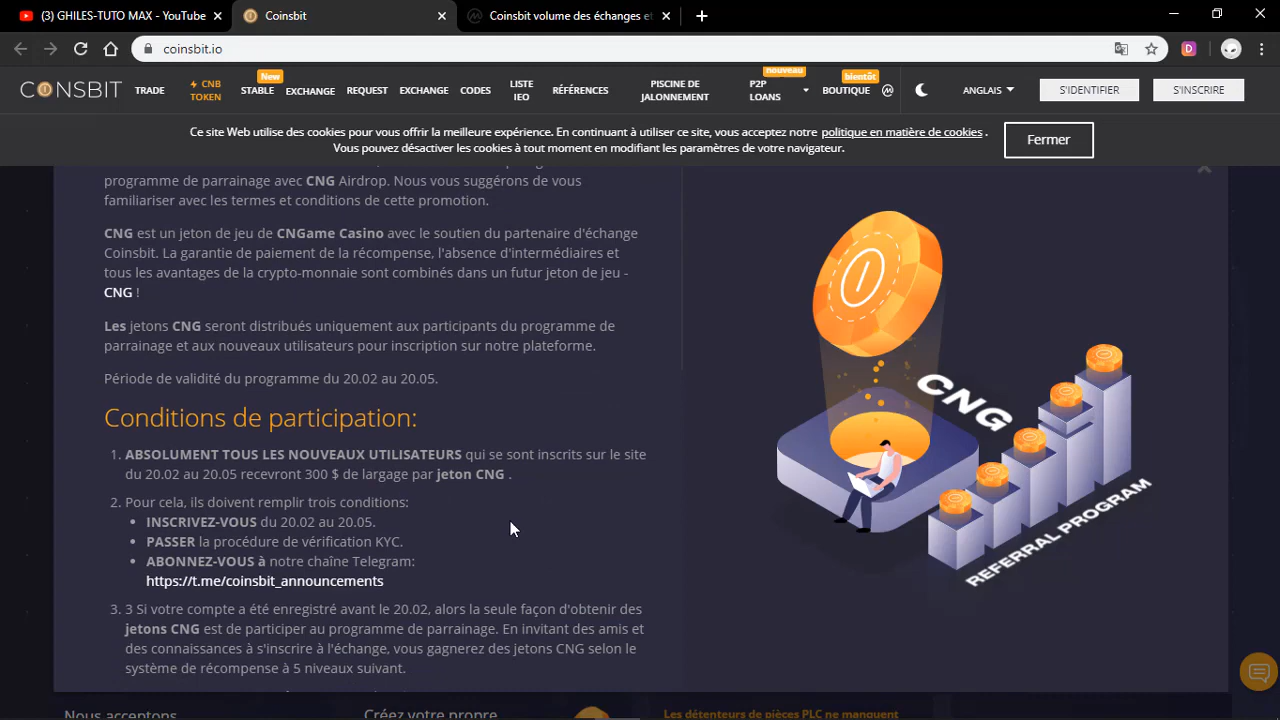 (3) GHILES-TUTO MAX - YouTube
Coinsbit
Coinsbit volume des échanges et
coinsbit.io
CONSBIT
TRADE
CNB TOKEN
New
STABLE
EXCHANGE
REQUEST
EXCHANGE
CODES
LISTE IEO
RÉFÉRENCES
PISCINE DE JALONNEMENT
nouveau
P2P LOANS
bientôt
BOUTIQUE
ANGLAIS
S'IDENTIFIER
S'INSCRIRE
Ce site Web utilise des cookies pour vous offrir la meilleure expérience. En continuant à utiliser ce site, vous acceptez notre politique en matière de cookies .
Vous pouvez désactiver les cookies à tout moment en modifiant les paramètres de votre navigateur.
Fermer
programme de parrainage avec CNG Airdrop. Nous vous suggérons de vous
familiariser avec les termes et conditions de cette promotion.
CNG est un jeton de jeu de CNGame Casino avec le soutien du partenaire d'échange
Coinsbit. La garantie de paiement de la récompense, l'absence d'intermédiaires et
tous les avantages de la crypto-monnaie sont combinés dans un futur jeton de jeu -
CNG !
Les jetons CNG seront distribués uniquement aux participants du programme de
parrainage et aux nouveaux utilisateurs pour inscription sur notre plateforme.
Période de validité du programme du 20.02 au 20.05.
Conditions de participation:
1. ABSOLUMENT TOUS LES NOUVEAUX UTILISATEURS qui se sont inscrits sur le site
du 20.02 au 20.05 recevront 300 $ de largage par jeton CNG .
2. Pour cela, ils doivent remplir trois conditions:
• INSCRIVEZ-VOUS du 20.02 au 20.05.
• PASSER la procédure de vérification KYC.
• ABONNEZ-VOUS à notre chaîne Telegram:
https://t.me/coinsbit_announcements
3. 3 Si votre compte a été enregistré avant le 20.02, alors la seule façon d'obtenir des
jetons CNG est de participer au programme de parrainage. En invitant des amis et
des connaissances à s'inscrire à l'échange, vous gagnerez des jetons CNG selon le
système de récompense à 5 niveaux suivant.
CNG
REFERRAL PROGRAM
Nous acceptons
Créez votre propre
Les détenteurs de pièces PLC ne manquent